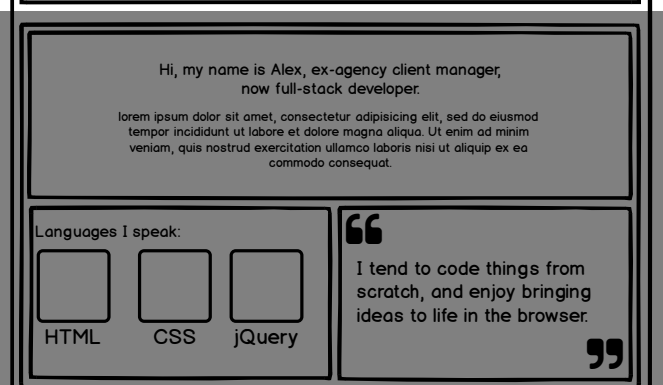 Hi, my name is Alex, ex-agency client manager,
now full-stack developer.
lorem ipsum dolor sit amet, consectetur adipisicing elit, sed do eiusmod
tempor incididunt ut labore et dolore magna aliqua. Ut enim ad minim
veniam, quis nostrud exercitation ullamco laboris nisi ut aliquip ex ea
commodo consequat.
Languages I speak:
HTML CSS jQuery
“
I tend to code things from
scratch, and enjoy bringing
ideas to life in the browser.
”